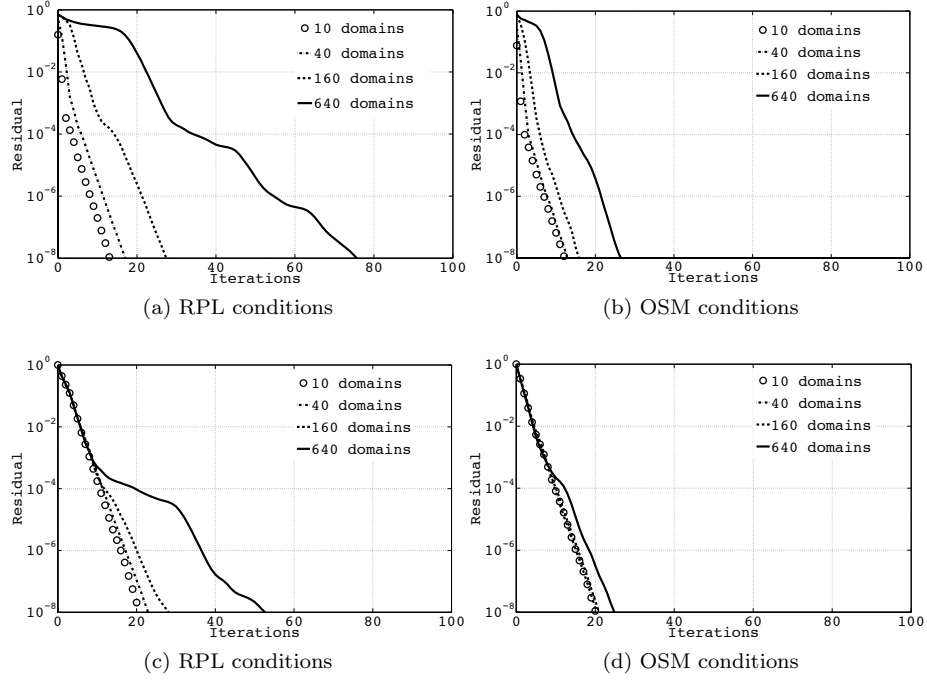 Residual
10^0
10^-2
10^-4
10^-6
10^-8
0 20 40 60 80 100
Iterations
10 domains
40 domains
160 domains
640 domains
(a) RPL conditions
Residual
10^0
10^-2
10^-4
10^-6
10^-8
0 20 40 60 80 100
Iterations
10 domains
40 domains
160 domains
640 domains
(b) OSM conditions
Residual
10^0
10^-2
10^-4
10^-6
10^-8
0 20 40 60 80 100
Iterations
10 domains
40 domains
160 domains
640 domains
(c) RPL conditions
Residual
10^0
10^-2
10^-4
10^-6
10^-8
0 20 40 60 80 100
Iterations
10 domains
40 domains
160 domains
640 domains
(d) OSM conditions